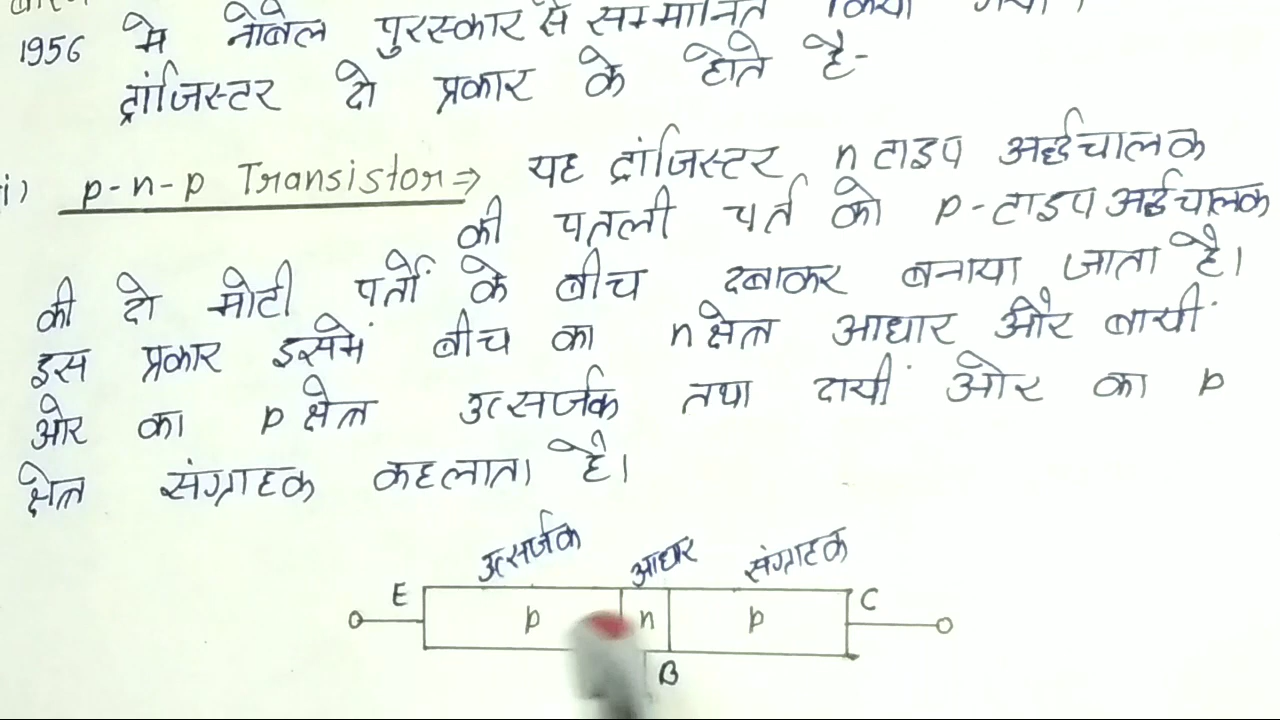 1956 मे नोबेल पुरस्कार से सम्मानित किया गया।
ट्रांजिस्टर दो प्रकार के होते है-
i) p-n-p Transistor⇒ यह ट्रांजिस्टर n टाइप अर्द्धचालक
की पतली पर्त को p-टाइप अर्द्धचालक
की दो मोटी पर्तों के बीच दबाकर बनाया जाता है।
इस प्रकार इसमें बीच का n क्षेत्र आधार और बायीं
ओर का p क्षेत्र उत्सर्जक तथा दायीं ओर का p
क्षेत्र संग्राहक कहलाता है।
उत्सर्जक आधार संग्राहक
E p n p C
B